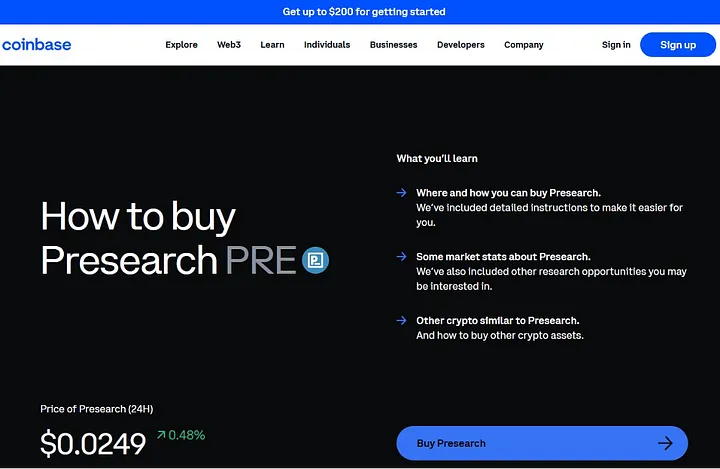 Get up to $200 for getting started
coinbase
Explore Web3 Learn Individuals Businesses Developers Company Sign in Sign up
What you'll learn
Where and how you can buy Presearch.
We've included detailed instructions to make it easier for
you.
How to buy
Presearch PRE
Some market stats about Presearch.
We've also included other research opportunities you may
be interested in.
Other crypto similar to Presearch.
And how to buy other crypto assets.
Price of Presearch (24H)
$0.0249 0.48%
Buy Presearch